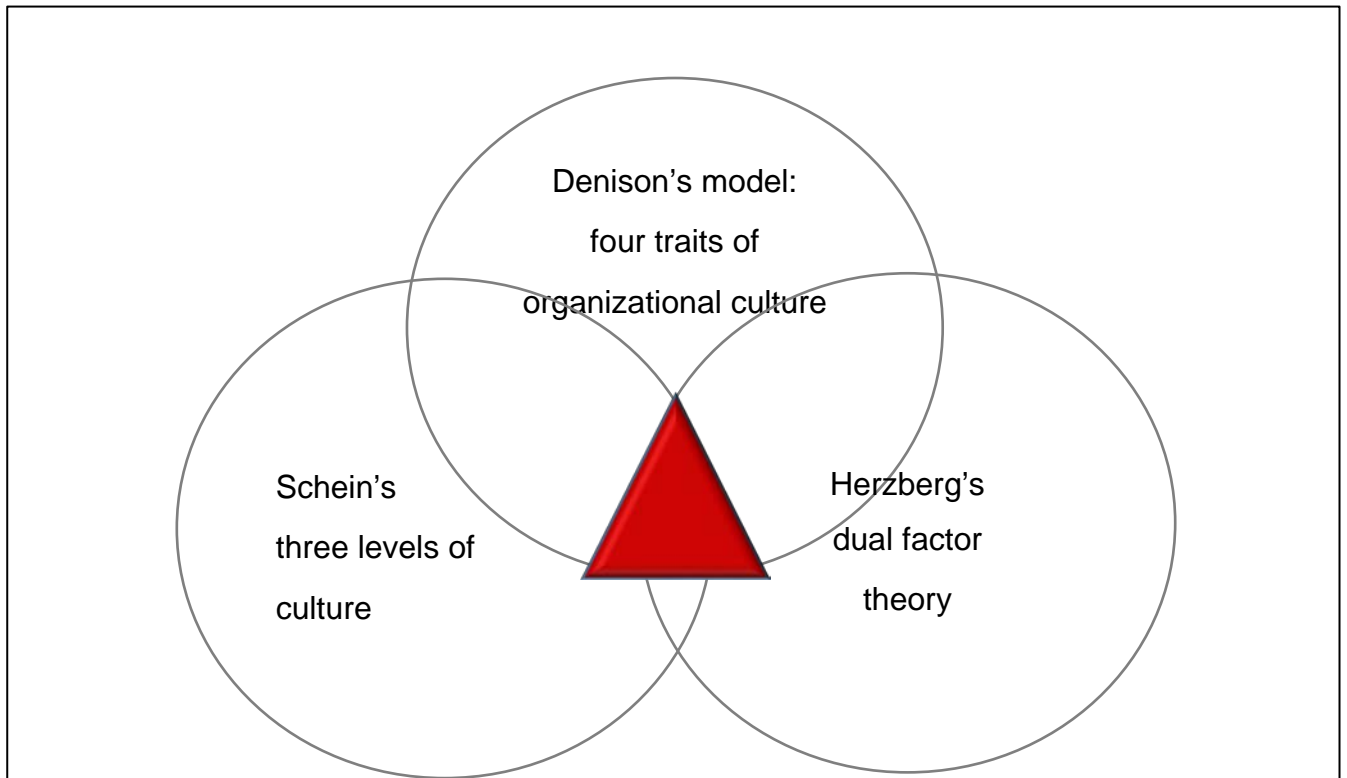 Denison’s model:
four traits of
organizational culture
Schein’s
three levels of
culture
Herzberg’s
dual factor
theory